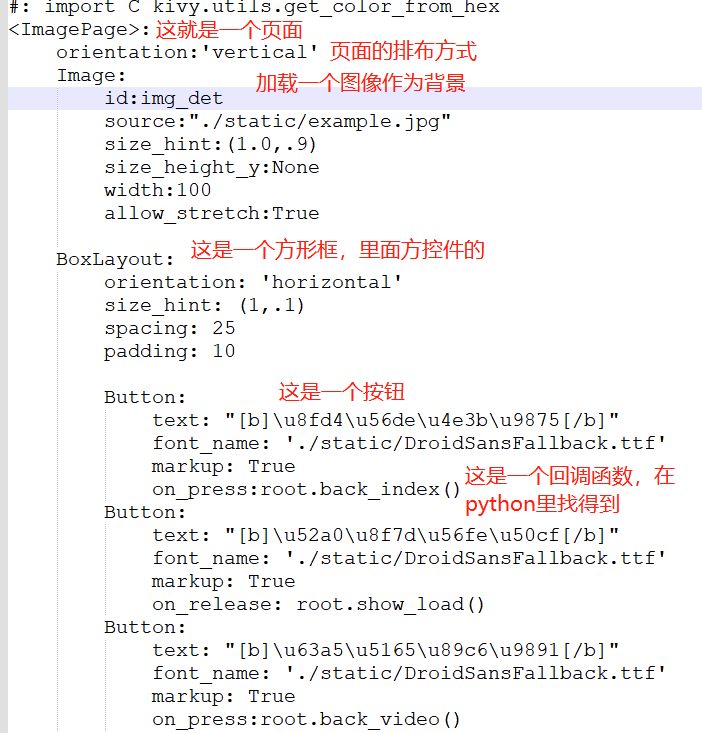 #: import C kivy.utils.get_color_from_hex
<ImagePage>: 这就是一个页面
orientation:'vertical' 页面的排布方式
Image: 加载一个图像作为背景
id:img_det
source:"./static/example.jpg"
size_hint:(1.0,.9)
size_height_y:None
width:100
allow_stretch:True
BoxLayout: 这是一个方形框，里面方控件的
orientation: 'horizontal'
size_hint: (1,.1)
spacing: 25
padding: 10
Button: 这是一个按钮
text: "[b]\u8fd4\u56de\u4e3b\u9875[/b]"
font_name: './static/DroidSansFallback.ttf'
markup: True
on_press:root.back_index() 这是一个回调函数，在
python里找得到
Button:
text: "[b]\u52a0\u8f7d\u56fe\u50cf[/b]"
font_name: './static/DroidSansFallback.ttf'
markup: True
on_release: root.show_load()
Button:
text: "[b]\u63a5\u5165\u89c6\u9891[/b]"
font_name: './static/DroidSansFallback.ttf'
markup: True
on_press:root.back_video()